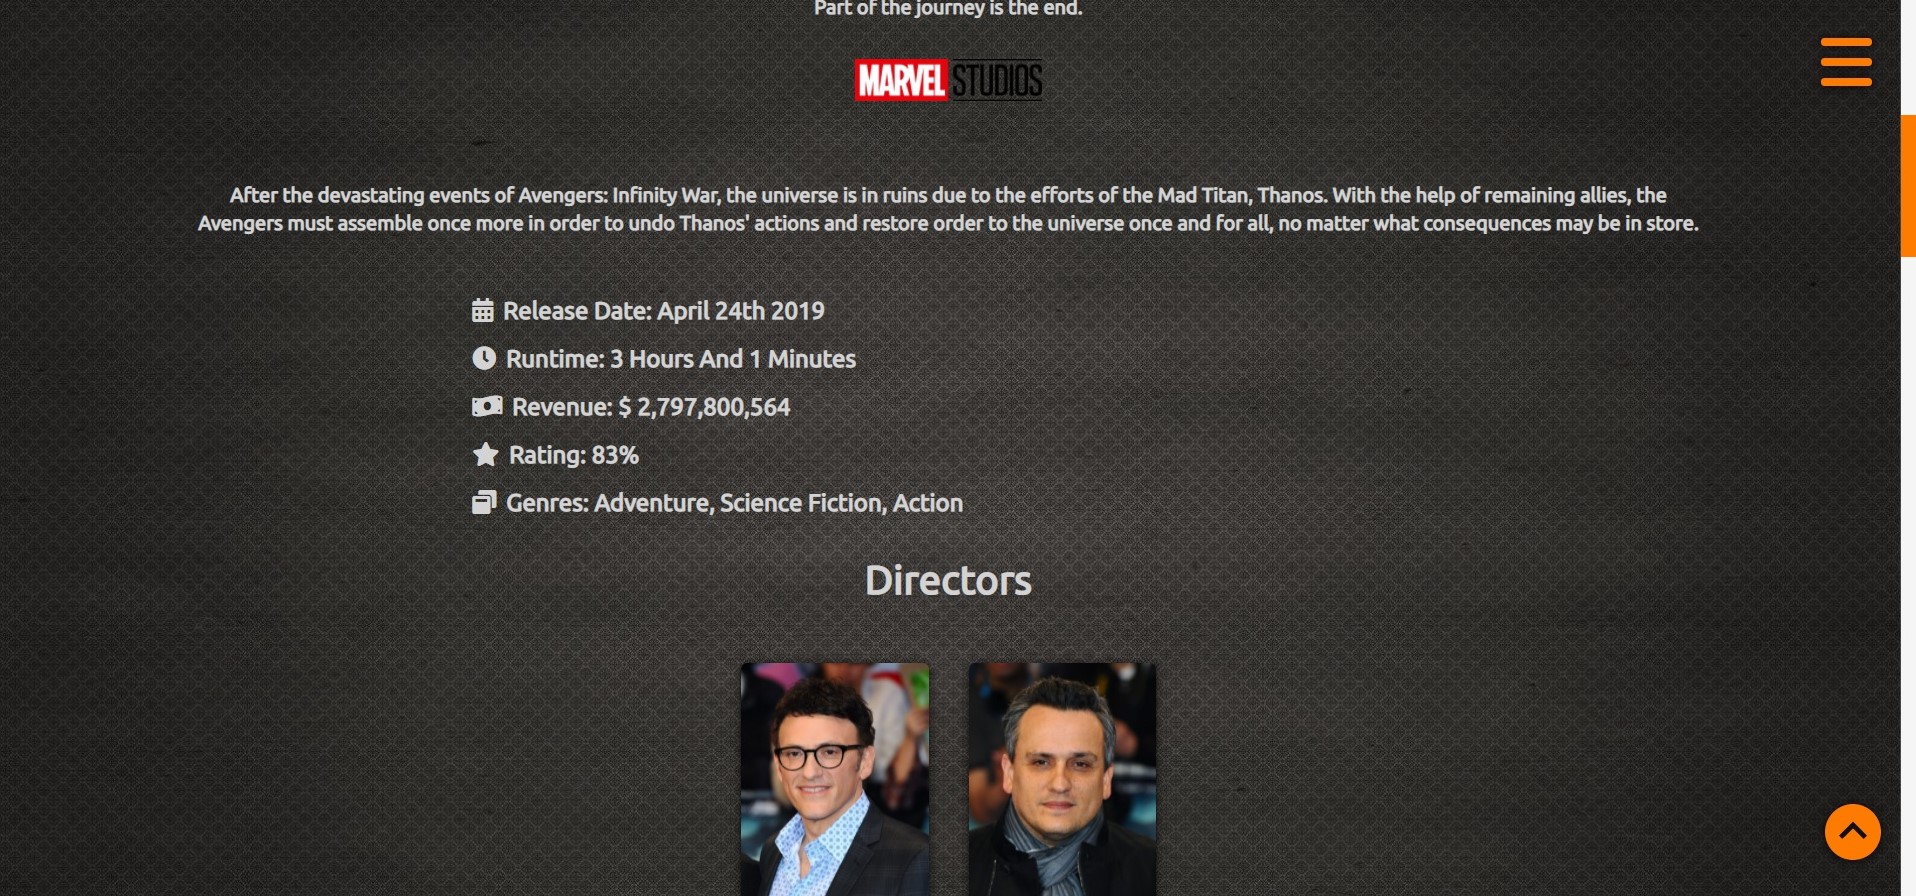 Part of the journey is the end.
MARVEL STUDIOS
After the devastating events of Avengers: Infinity War, the universe is in ruins due to the efforts of the Mad Titan, Thanos. With the help of remaining allies, the
Avengers must assemble once more in order to undo Thanos' actions and restore order to the universe once and for all, no matter what consequences may be in store.
Release Date: April 24th 2019
Runtime: 3 Hours And 1 Minutes
Revenue: $ 2,797,800,564
Rating: 83%
Genres: Adventure, Science Fiction, Action
Directors